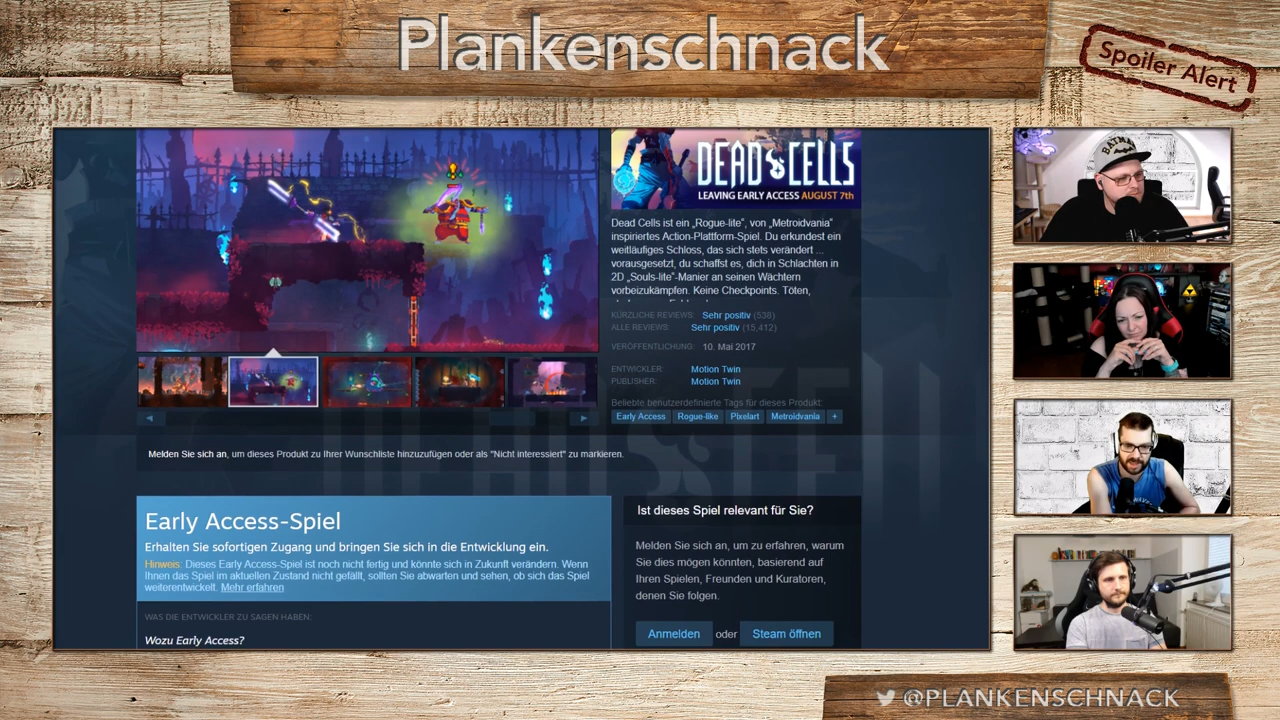 Plankenschnack
Spoiler Alert
DEAD CELLS
LEAVING EARLY ACCESS AUGUST 7th
Dead Cells ist ein „Rogue-lite“, von „Metroidvania“
inspiriertes Action-Plattform-Spiel. Du erkundest ein
weitläufiges Schloss, das sich stets verändert ...
vorausgesetzt, du schaffst es, dich in Schlachten in
2D „Souls-lite“-Manier an seinen Wächtern
vorbeizukämpfen. Keine Checkpoints. Töten,
KÜRZLICHE REVIEWS: Sehr positiv (538)
ALLE REVIEWS: Sehr positiv (15,412)
VERÖFFENTLICHUNG: 10. Mai 2017
ENTWICKLER: Motion Twin
PUBLISHER: Motion Twin
Beliebte benutzerdefinierte Tags für dieses Produkt:
Early Access Rogue-like Pixelart Metroidvania +
Melden Sie sich an, um dieses Produkt zu Ihrer Wunschliste hinzuzufügen oder als "Nicht interessiert" zu markieren.
Early Access-Spiel
Erhalten Sie sofortigen Zugang und bringen Sie sich in die Entwicklung ein.
Hinweis: Dieses Early Access-Spiel ist noch nicht fertig und könnte sich in Zukunft verändern. Wenn
Ihnen das Spiel im aktuellen Zustand nicht gefällt, sollten Sie abwarten und sehen, ob sich das Spiel
weiterentwickelt. Mehr erfahren
WAS DIE ENTWICKLER ZU SAGEN HABEN:
Wozu Early Access?
Ist dieses Spiel relevant für Sie?
Melden Sie sich an, um zu erfahren, warum
Sie dies mögen könnten, basierend auf
Ihren Spielen, Freunden und Kuratoren,
denen Sie folgen.
Anmelden oder Steam öffnen
@PLANKENSCHNACK